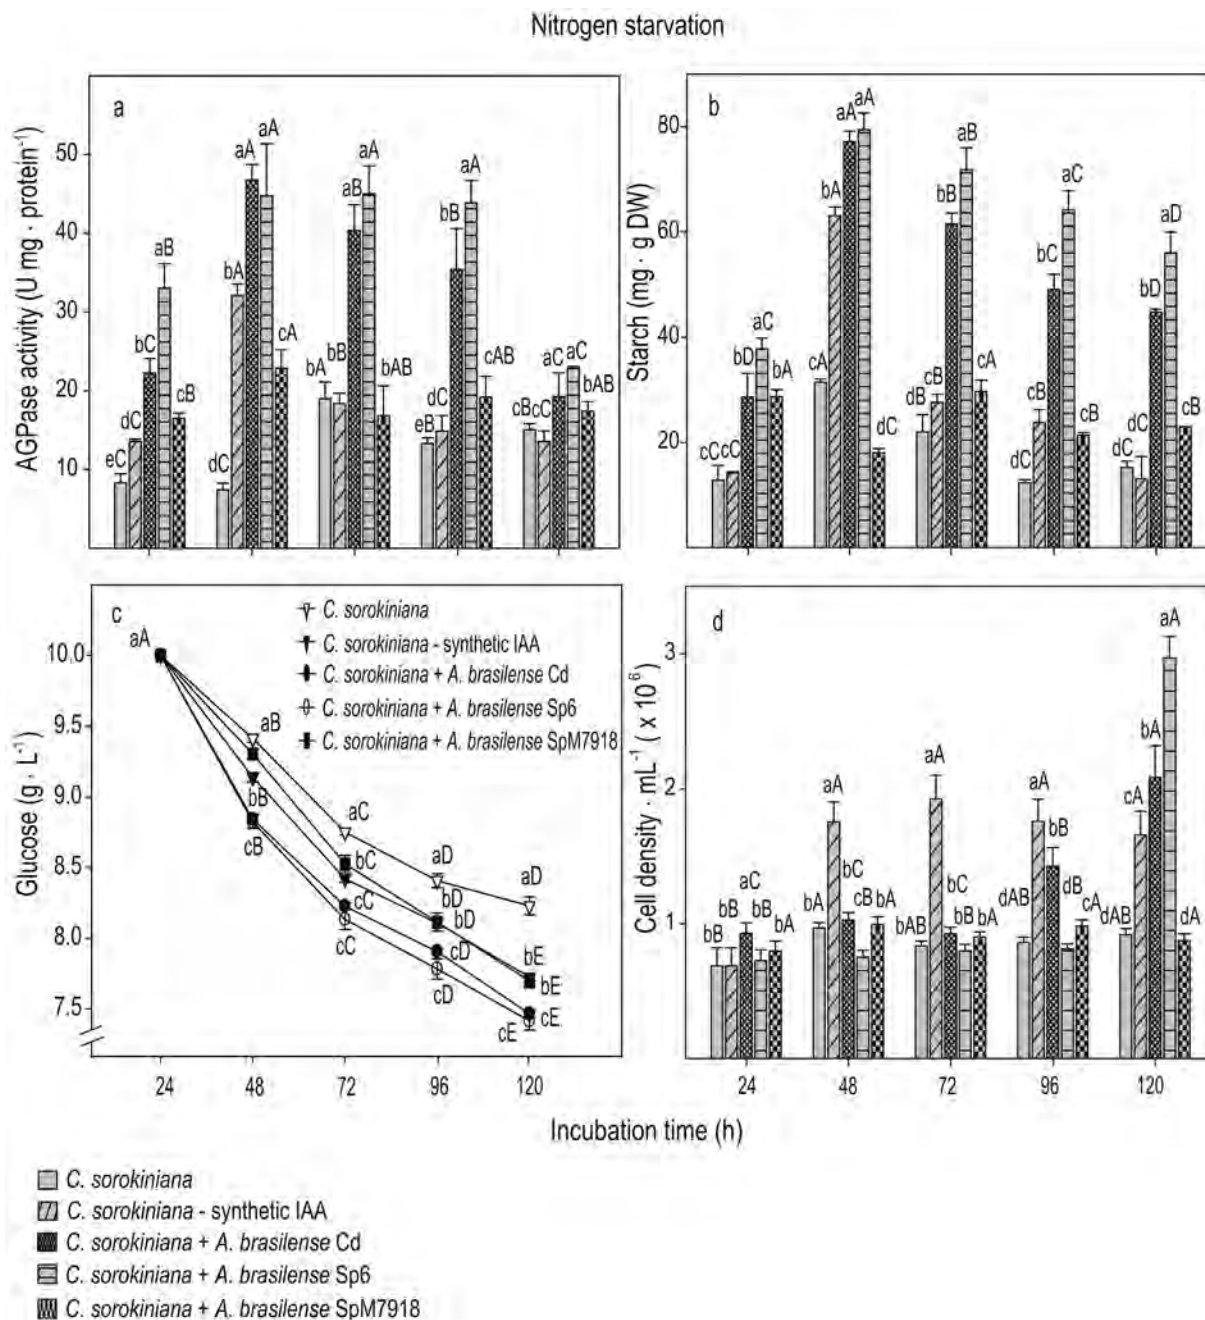 Nitrogen starvation
a
AGPase activity (U mg · protein⁻¹)
50
40
30
20
10
eC dC bC aB cB
dC bA aA aA cA
bA bB aB aA bAB
eB dC bB aA cAB
cB cC aC aC bAB
b
Starch (mg · g DW)
80
60
40
20
cC cC bD aC bA
cA bA aA aA dC
dB cB bB aB cA
dC cB bC aC cB
dC dC bD aD cB
c
Glucose (g · L⁻¹)
10.0
9.5
9.0
8.5
8.0
7.5
C. sorokiniana
C. sorokiniana - synthetic IAA
C. sorokiniana + A. brasilense Cd
C. sorokiniana + A. brasilense Sp6
C. sorokiniana + A. brasilense SpM7918
aA
aB
bB
cB
aC
bC
cC
cC
aD
bD
bD
cD
cD
aD
bE
bE
cE
cE
24 48 72 96 120
d
Cell density · mL⁻¹ ( x 10⁶)
3
2
1
bB bB aC bB bA
bA aA bC cB bA
bAB aA bC bB bA
dAB aA bB dB cA
dAB cA bA aA dA
24 48 72 96 120
Incubation time (h)
C. sorokiniana
C. sorokiniana - synthetic IAA
C. sorokiniana + A. brasilense Cd
C. sorokiniana + A. brasilense Sp6
C. sorokiniana + A. brasilense SpM7918